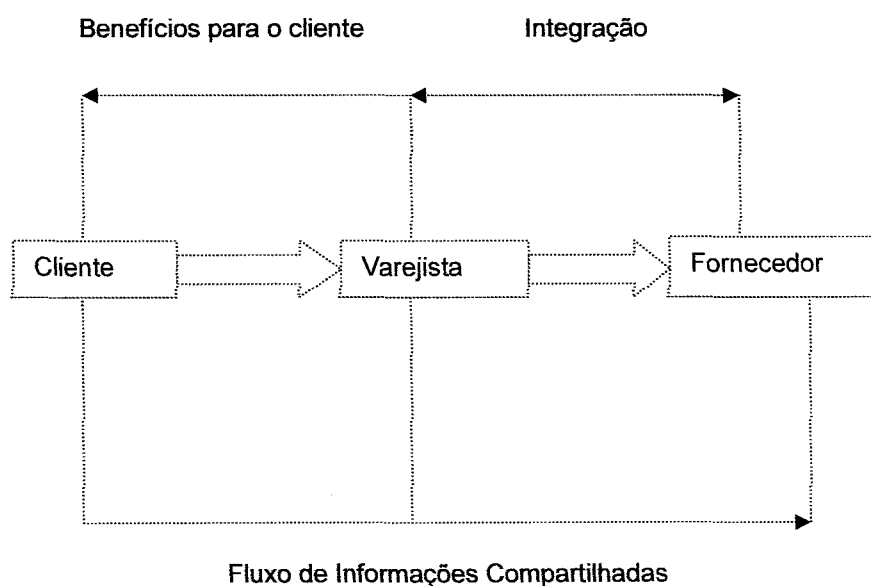 Benefícios para o cliente
Integração
Cliente
Varejista
Fornecedor
Fluxo de Informações Compartilhadas